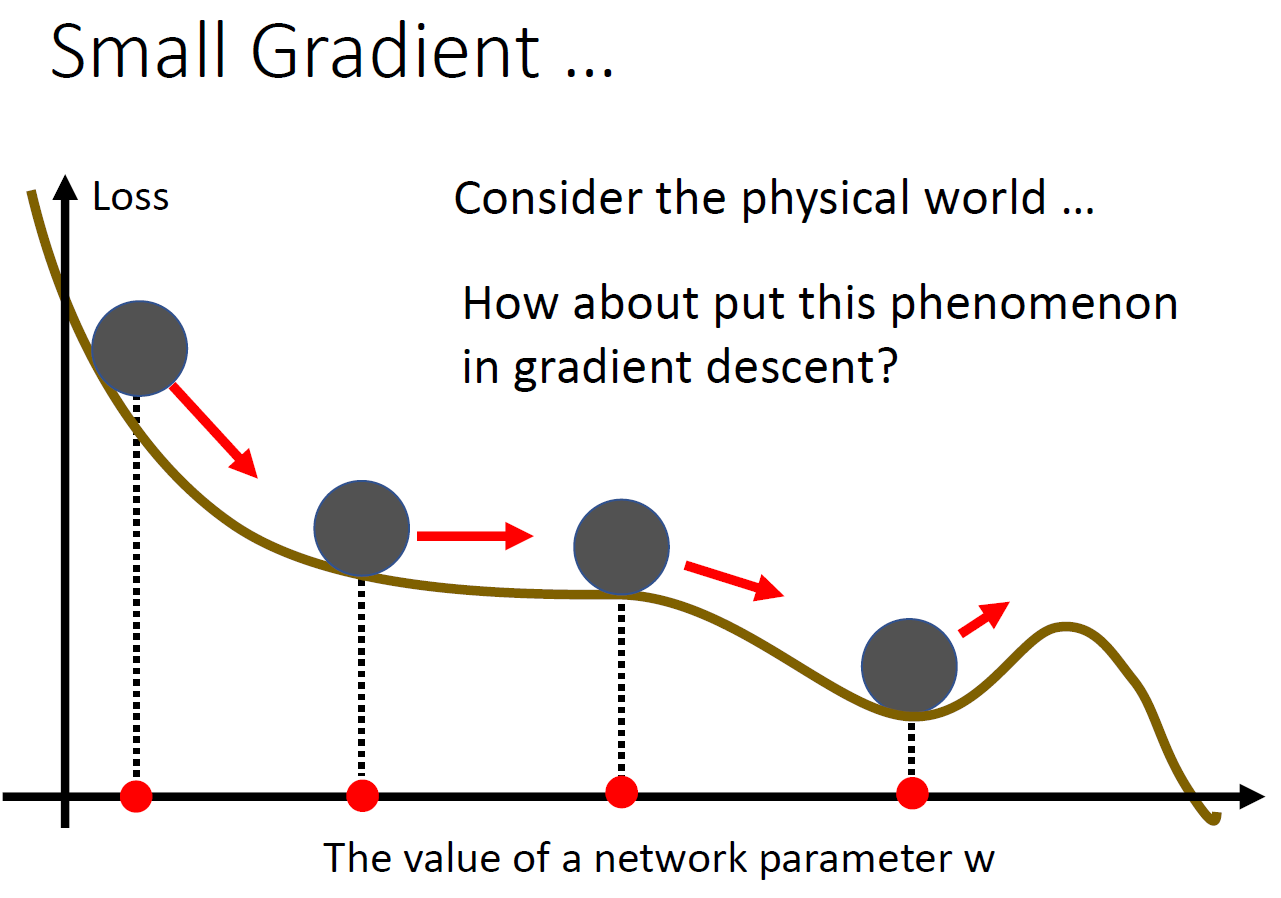 Small Gradient ...
Loss
Consider the physical world ...
How about put this phenomenon
in gradient descent?
The value of a network parameter w